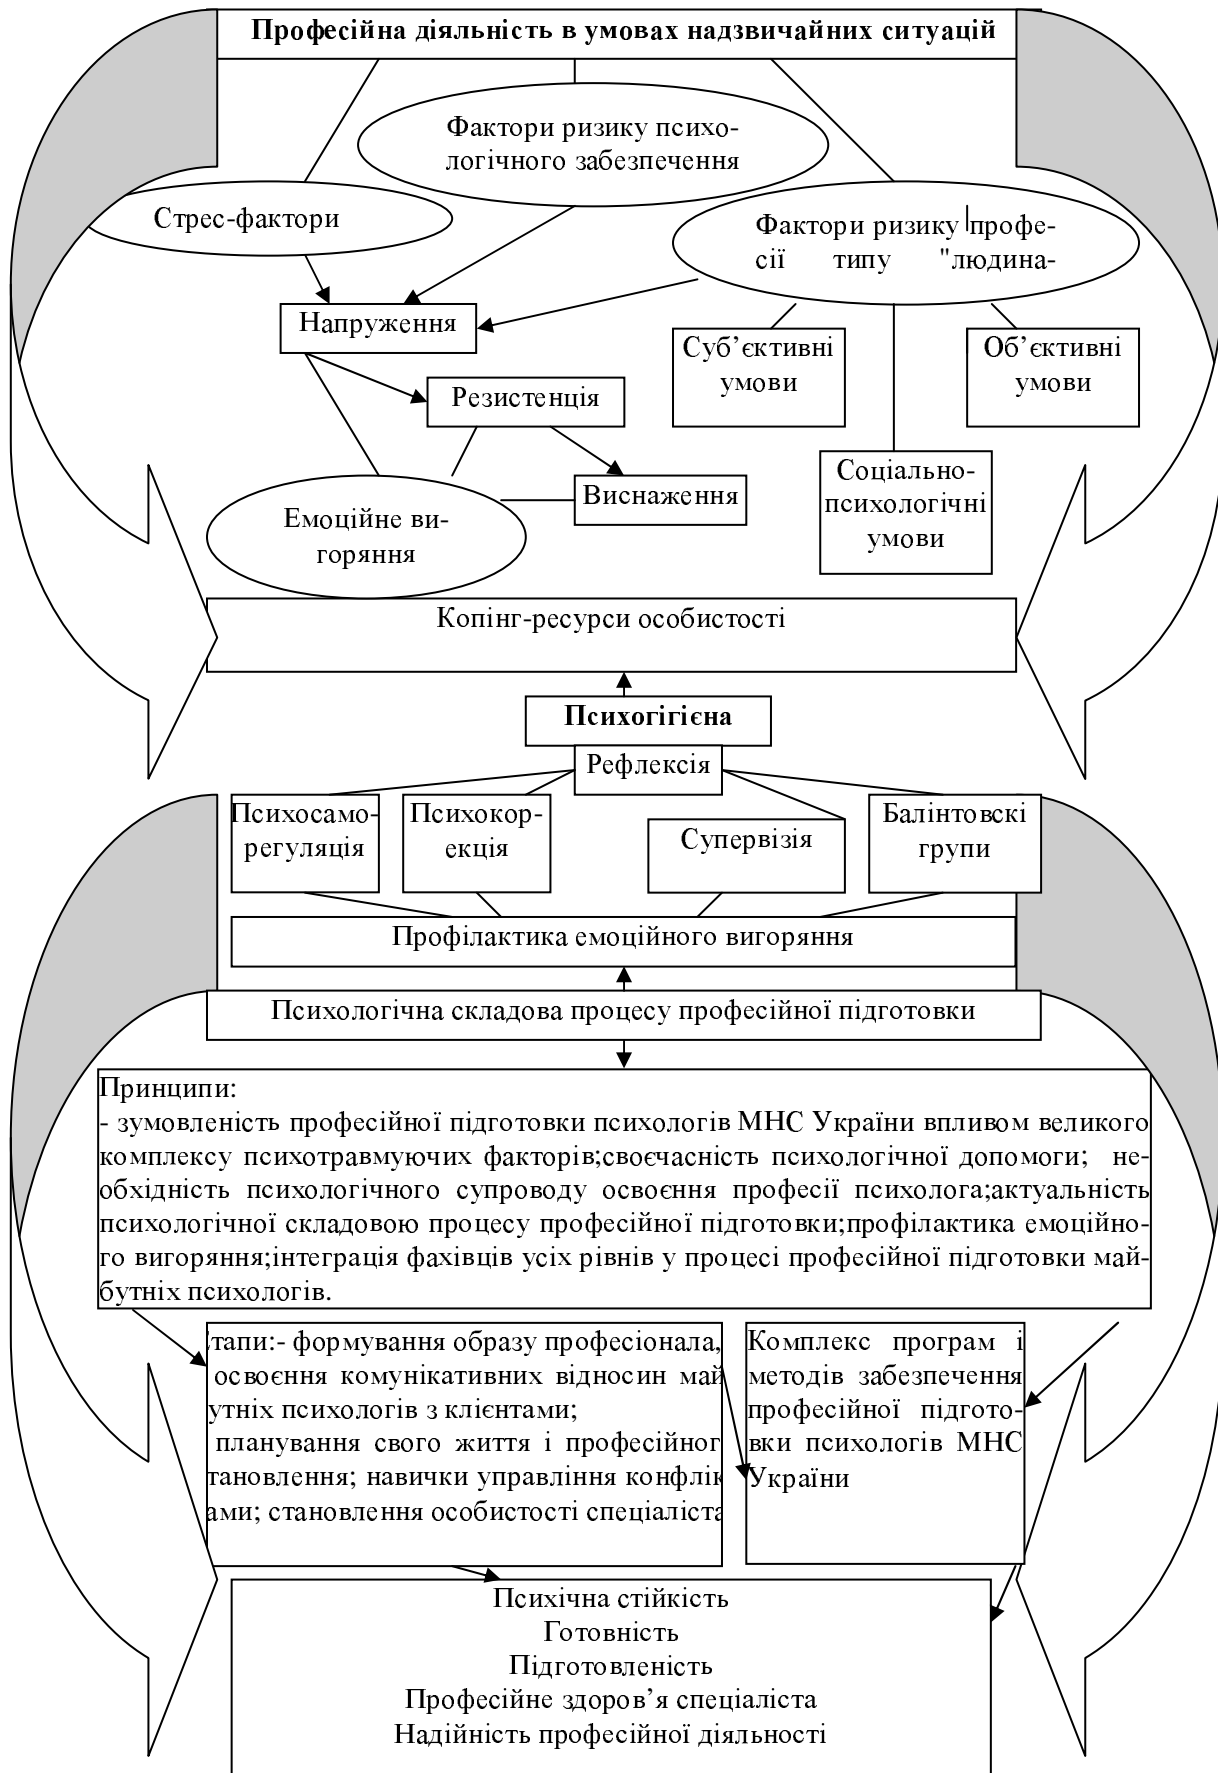 Професійна діяльність в умовах надзвичайних ситуацій
Фактори ризику психо-
логічного забезпечення
Стрес-фактори
Фактори ризику профе-
сії типу "людина-
Напруження
Суб’єктивні
умови
Об’єктивні
умови
Резистенція
Соціально-
психологічні
умови
Виснаження
Емоційне ви-
горяння
Копінг-ресурси особистості
Психогігієна
Рефлексія
Психосамо-
регуляція
Психокор-
екція
Супервізія
Балінтовскі
групи
Профілактика емоційного вигоряння
Психологічна складова процесу професійної підготовки
Принципи:
- зумовленість професійної підготовки психологів МНС України впливом великого
комплексу психотравмуючих факторів;своєчасність психологічної допомоги; не-
обхідність психологічного супроводу освоєння професії психолога;актуальність
психологічної складовою процесу професійної підготовки;профілактика емоційно-
го вигоряння;інтеграція фахівців усіх рівнів у процесі професійної підготовки май-
бутніх психологів.
тапи:- формування образу професіонала,
освоєння комунікативних відносин май
утніх психологів з клієнтами;
планування свого життя і професійног
тановлення; навички управління конфлік
ами; становлення особистості спеціаліста
Комплекс програм і
методів забезпечення
професійної підгото-
вки психологів МНС
України
Психічна стійкість
Готовність
Підготовленість
Професійне здоров’я спеціаліста
Надійність професійної діяльності